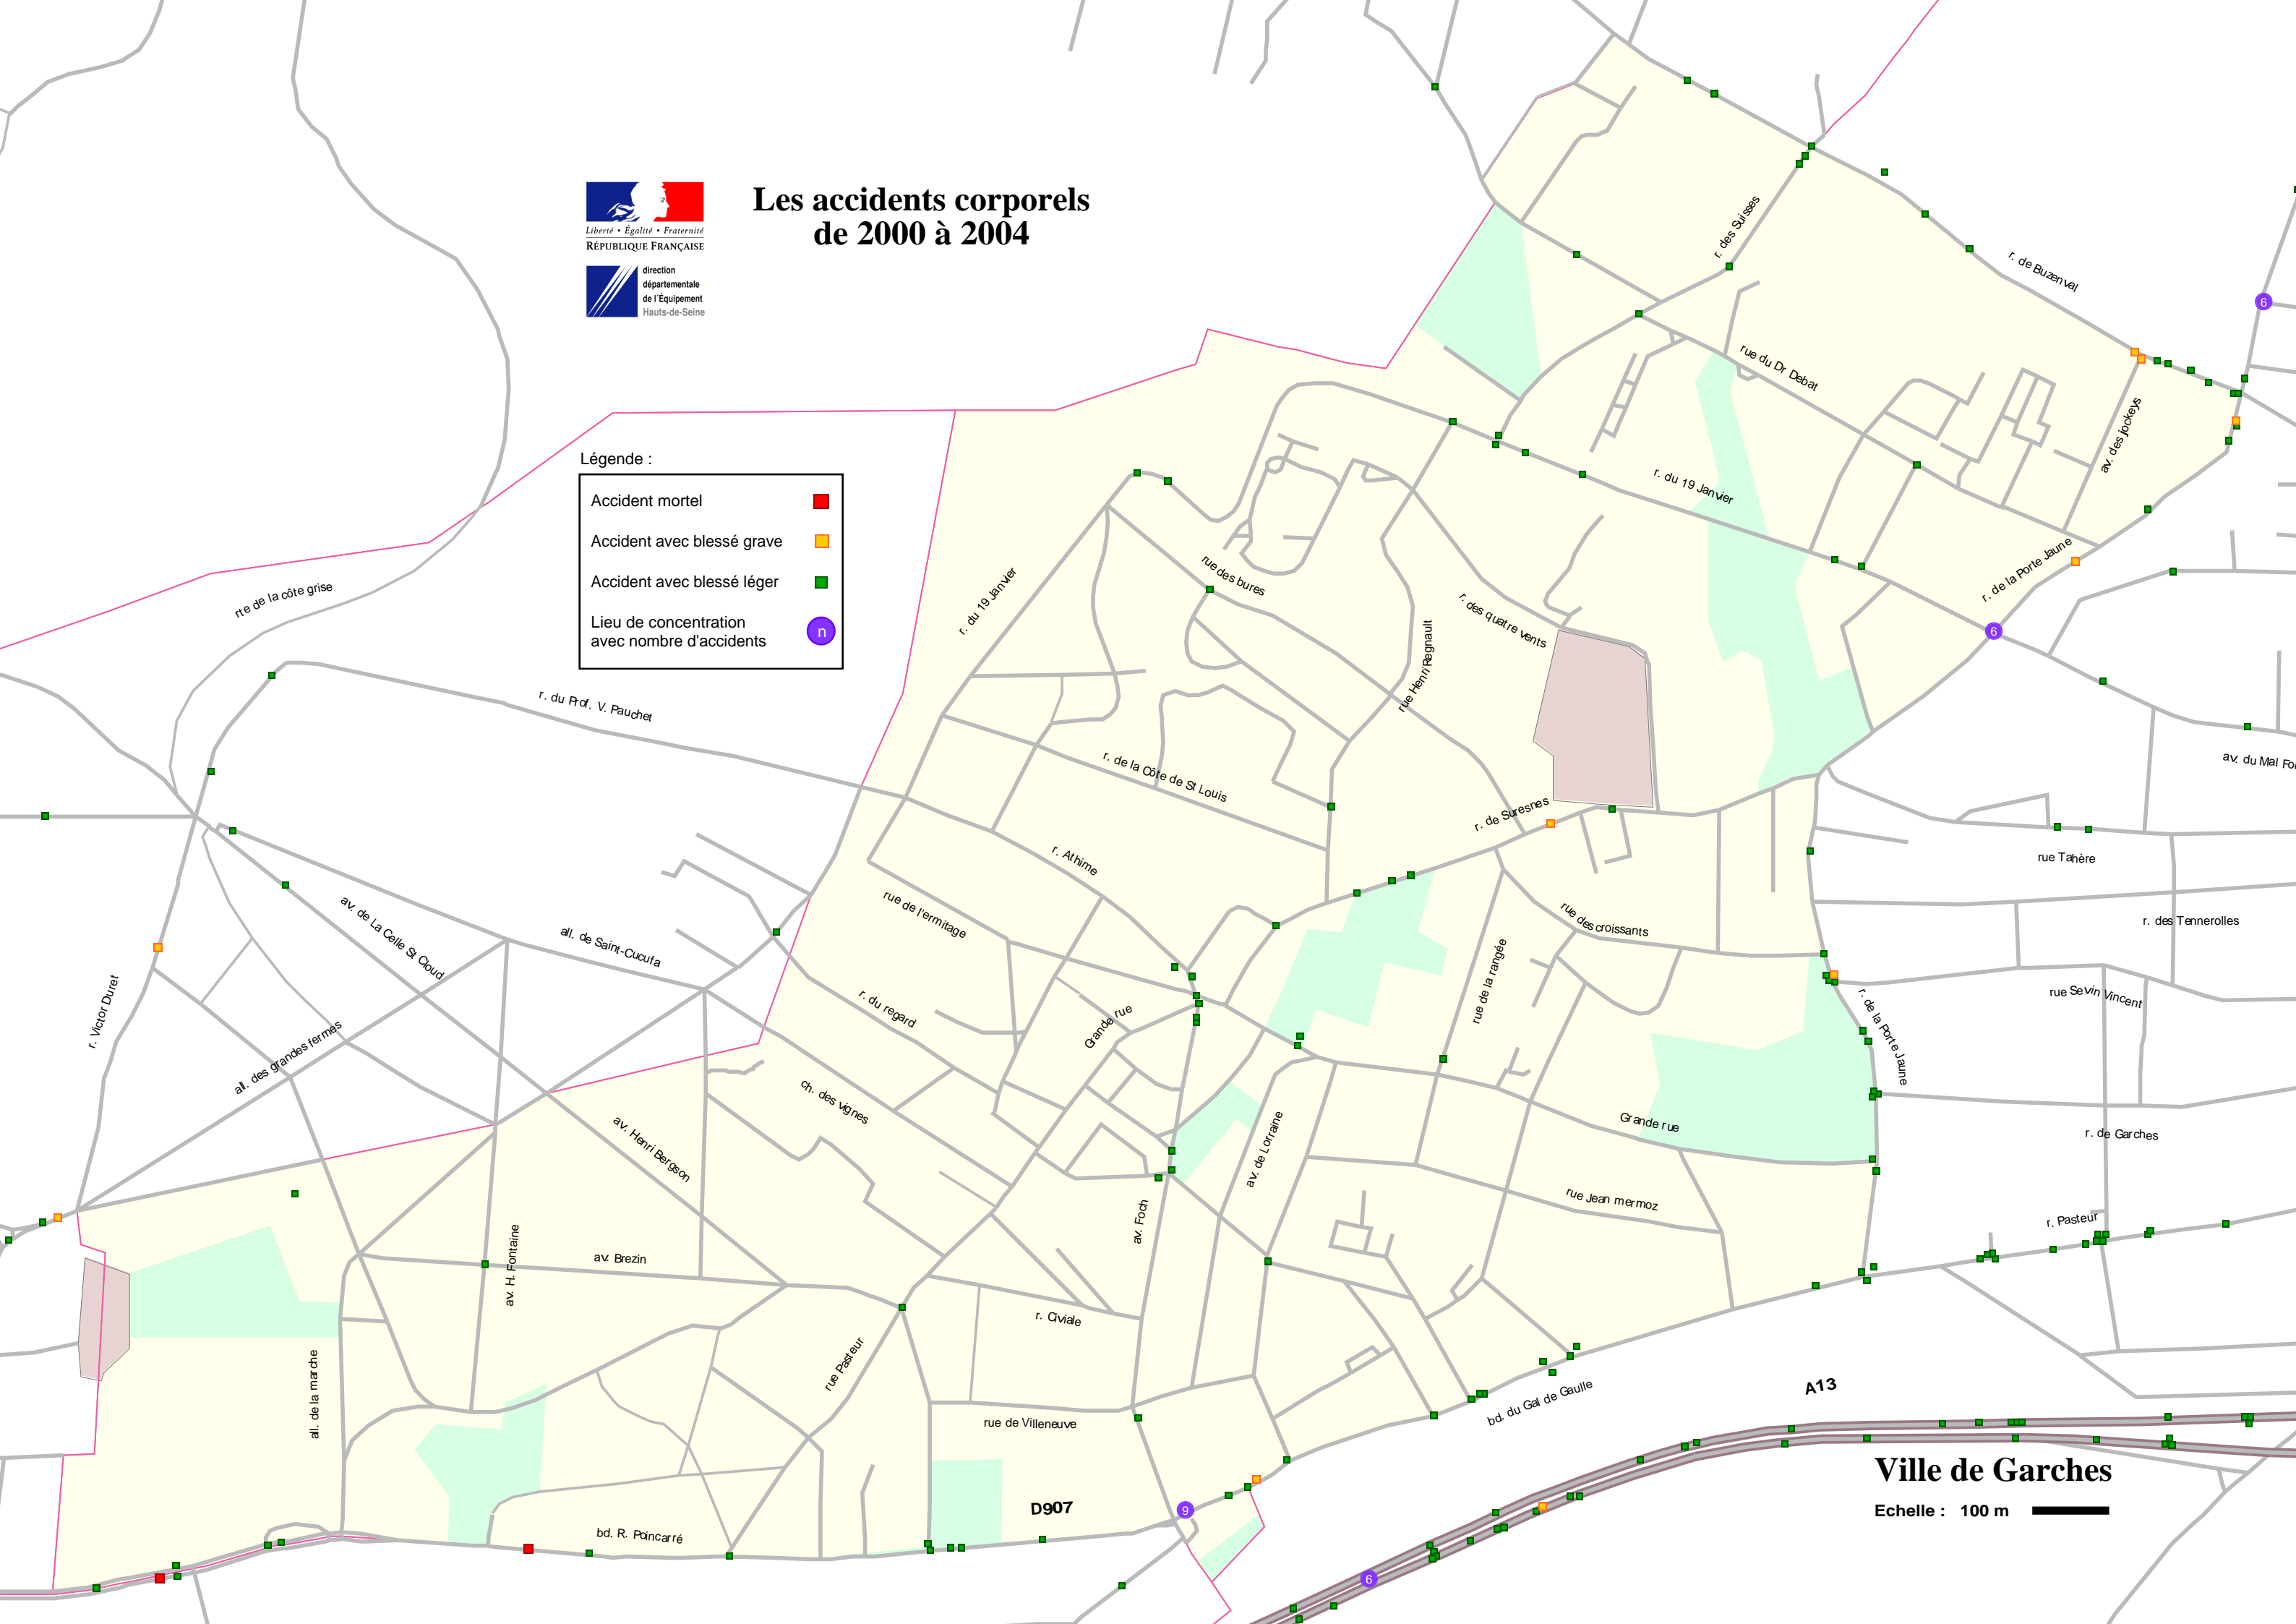 Les accidents corporels
de 2000 à 2004
Liberté • Égalité • Fraternité
RÉPUBLIQUE FRANÇAISE
direction
départementale
de l'Équipement
Hauts-de-Seine
Légende :
Accident mortel
Accident avec blessé grave
Accident avec blessé léger
Lieu de concentration
avec nombre d'accidents
n
r. des Suisses
r. de Buzenval
6
rue du Dr Debat
av. des jockeys
r. du 19 Janvier
r. de la Porte Jaune
6
rte de la côte grise
r. du Prof. V. Pauchet
r. du 19 Janvier
rue des bures
r. des quatre vents
rue Henri Regnault
r. de la Côte de St Louis
av. du Mal Fo
r. de Suresnes
rue Tahère
r. Athime
rue de l'ermitage
rue des croissants
r. des Tennerolles
av. de La Celle St Cloud
all. de Saint-Cucufa
rue de la rangée
r. Victor Duret
r. du regard
Grande rue
r. de la Porte Jaune
rue Sevin Vincent
all. des grandes fermes
ch. des vignes
av. Henri Bergson
av. de Lorraine
Grande rue
r. de Garches
rue Jean mermoz
r. Pasteur
av. Foch
av. H. Fontaine
av. Brezin
r. Civiale
all. de la marche
rue Pasteur
rue de Villeneuve
bd. du Gal de Gaulle
A13
D907
9
bd. R. Poincarré
6
Ville de Garches
Echelle : 100 m